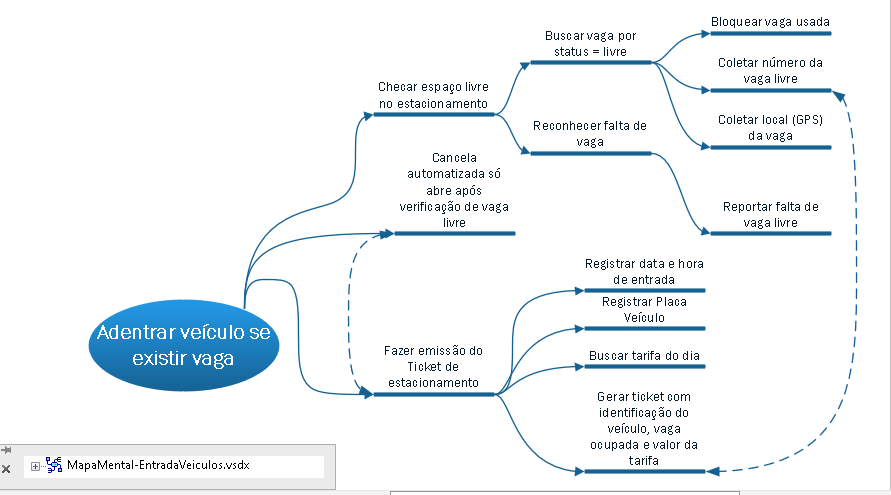 Bloquear vaga usada
Buscar vaga por
status = livre
Coletar número da
vaga livre
Checar espaço livre
no estacionamento
Coletar local (GPS)
da vaga
Reconhecer falta de
vaga
Cancela
automatizada só
abre após
verificação de vaga
livre
Reportar falta de
vaga livre
Registrar data e hora
de entrada
Registrar Placa
Veículo
Adentrar veículo se
existir vaga
Fazer emissão do
Ticket de
estacionamento
Buscar tarifa do dia
Gerar ticket com
identificação do
veículo, vaga
ocupada e valor da
tarifa
MapaMental-EntradaVeiculos.vsdx